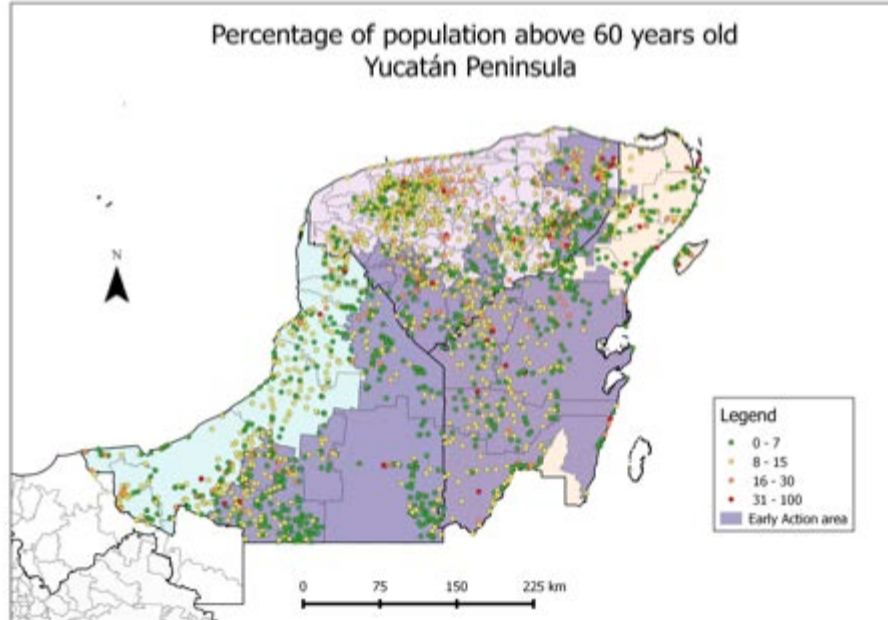 Percentage of population above 60 years old
Yucatán Peninsula
N
Legend
0 - 7
8 - 15
16 - 30
31 - 100
Early Action area
0 75 150 225 km